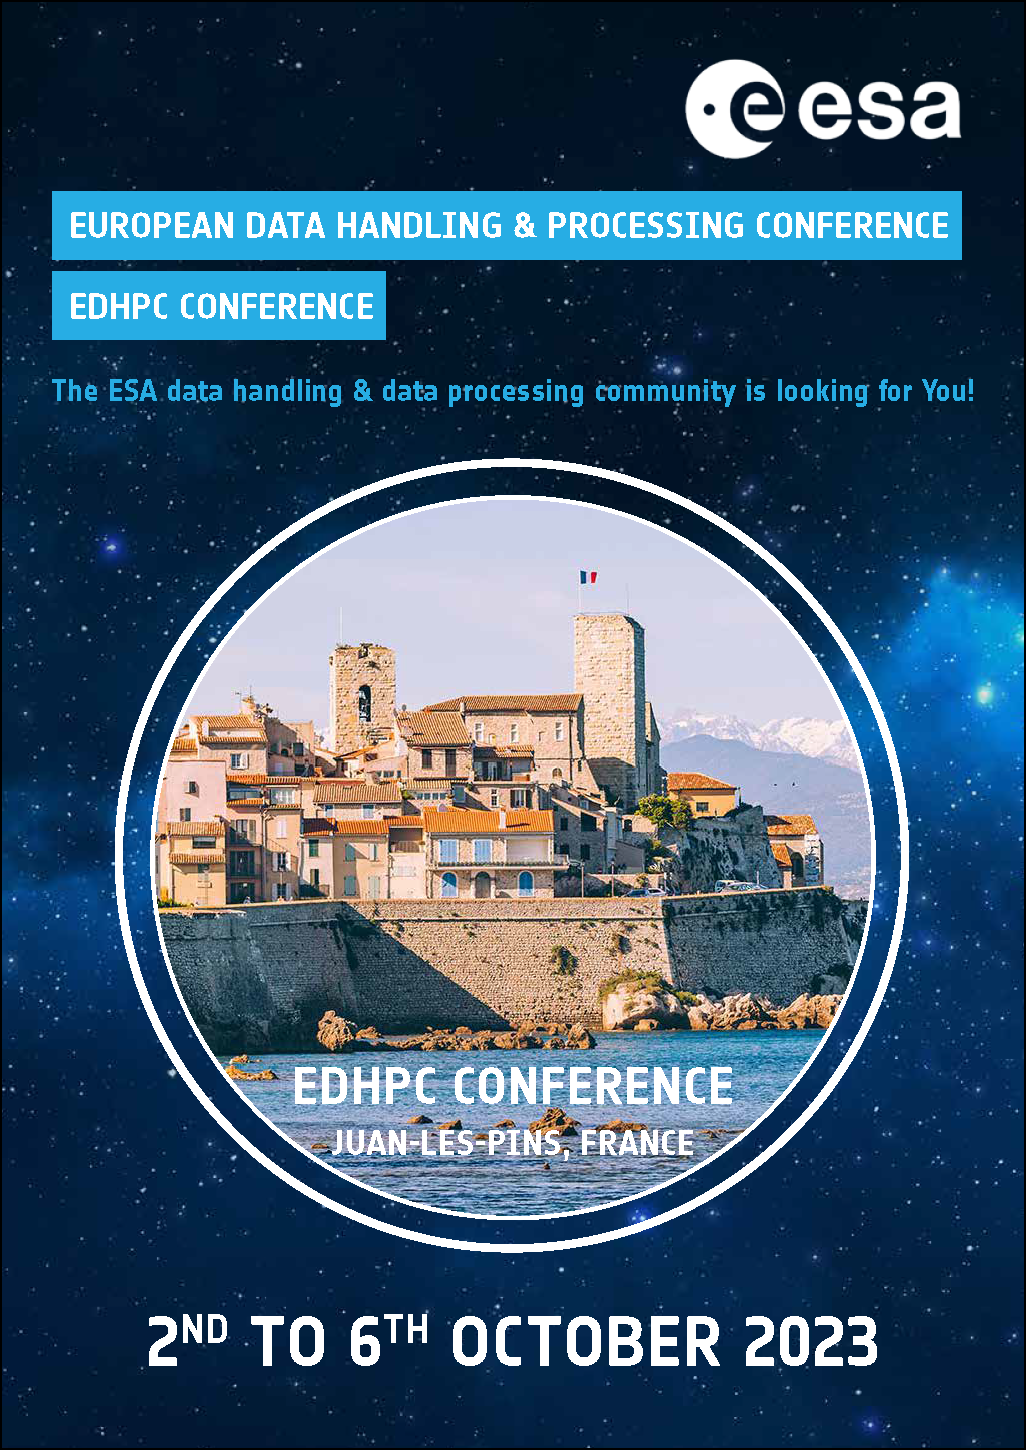 esa
EUROPEAN DATA HANDLING & PROCESSING CONFERENCE
EDHPC CONFERENCE
The ESA data handling & data processing community is looking for You!
EDHPC CONFERENCE
JUAN-LES-PINS, FRANCE
2ND TO 6TH OCTOBER 2023